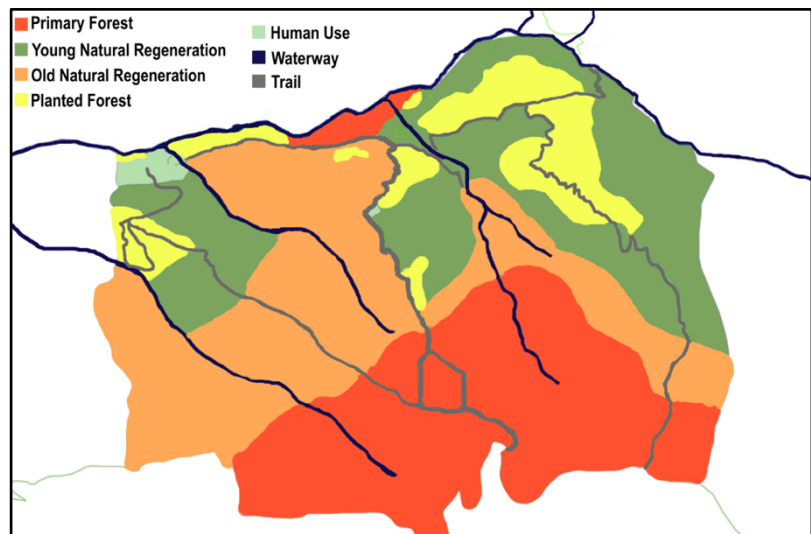 Primary Forest
Young Natural Regeneration
Old Natural Regeneration
Planted Forest
Human Use
Waterway
Trail